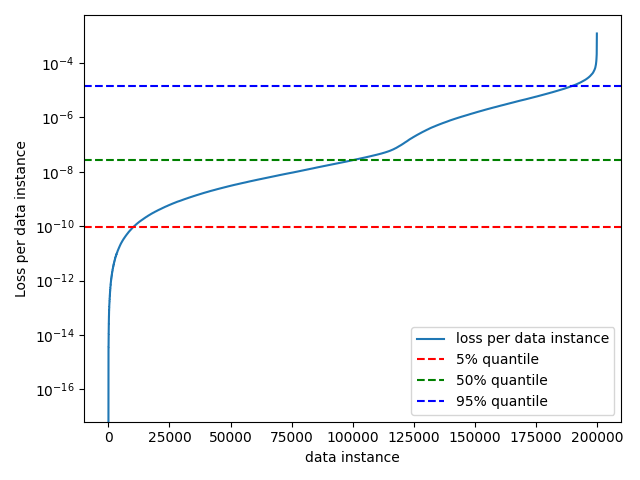 Loss per data instance
10⁻⁴
10⁻⁶
10⁻⁸
10⁻¹⁰
10⁻¹²
10⁻¹⁴
10⁻¹⁶
loss per data instance
5% quantile
50% quantile
95% quantile
0 25000 50000 75000 100000 125000 150000 175000 200000
data instance